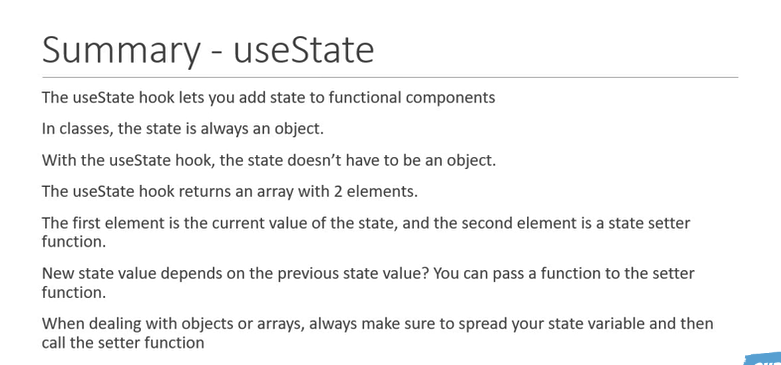 Summary - useState
The useState hook lets you add state to functional components
In classes, the state is always an object.
With the useState hook, the state doesn’t have to be an object.
The useState hook returns an array with 2 elements.
The first element is the current value of the state, and the second element is a state setter
function.
New state value depends on the previous state value? You can pass a function to the setter
function.
When dealing with objects or arrays, always make sure to spread your state variable and then
call the setter function